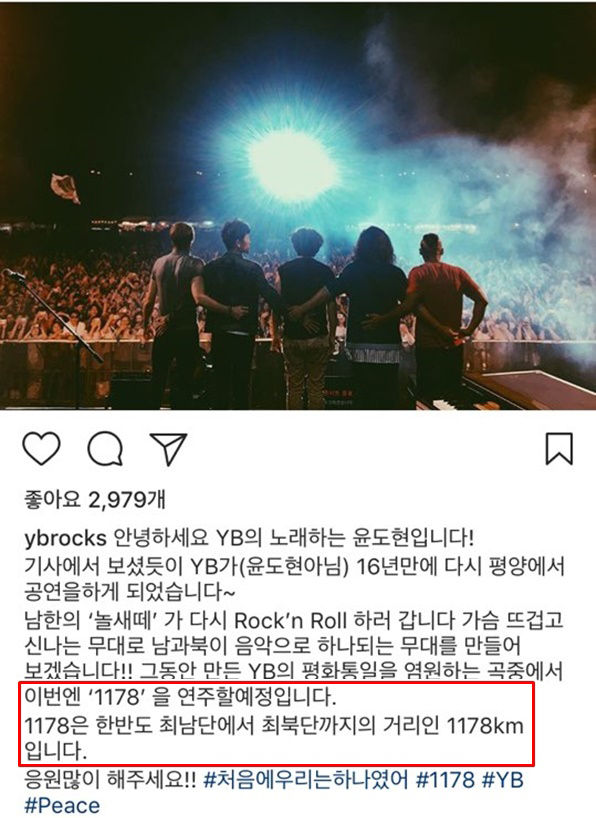 좋아요 2,979개
ybrocks 안녕하세요 YB의 노래하는 윤도현입니다!
기사에서 보셨듯이 YB가(윤도현아님) 16년만에 다시 평양에서
공연을하게 되었습니다~
남한의 ‘놀새떼’ 가 다시 Rock’n Roll 하러 갑니다 가슴 뜨겁고
신나는 무대로 남과북이 음악으로 하나되는 무대를 만들어
보겠습니다!! 그동안 만든 YB의 평화통일을 염원하는 곡중에서
이번엔 ‘1178’ 을 연주할예정입니다.
1178은 한반도 최남단에서 최북단까지의 거리인 1178km
입니다.
응원많이 해주세요!! #처음에우리는하나였어 #1178 #YB
#Peace